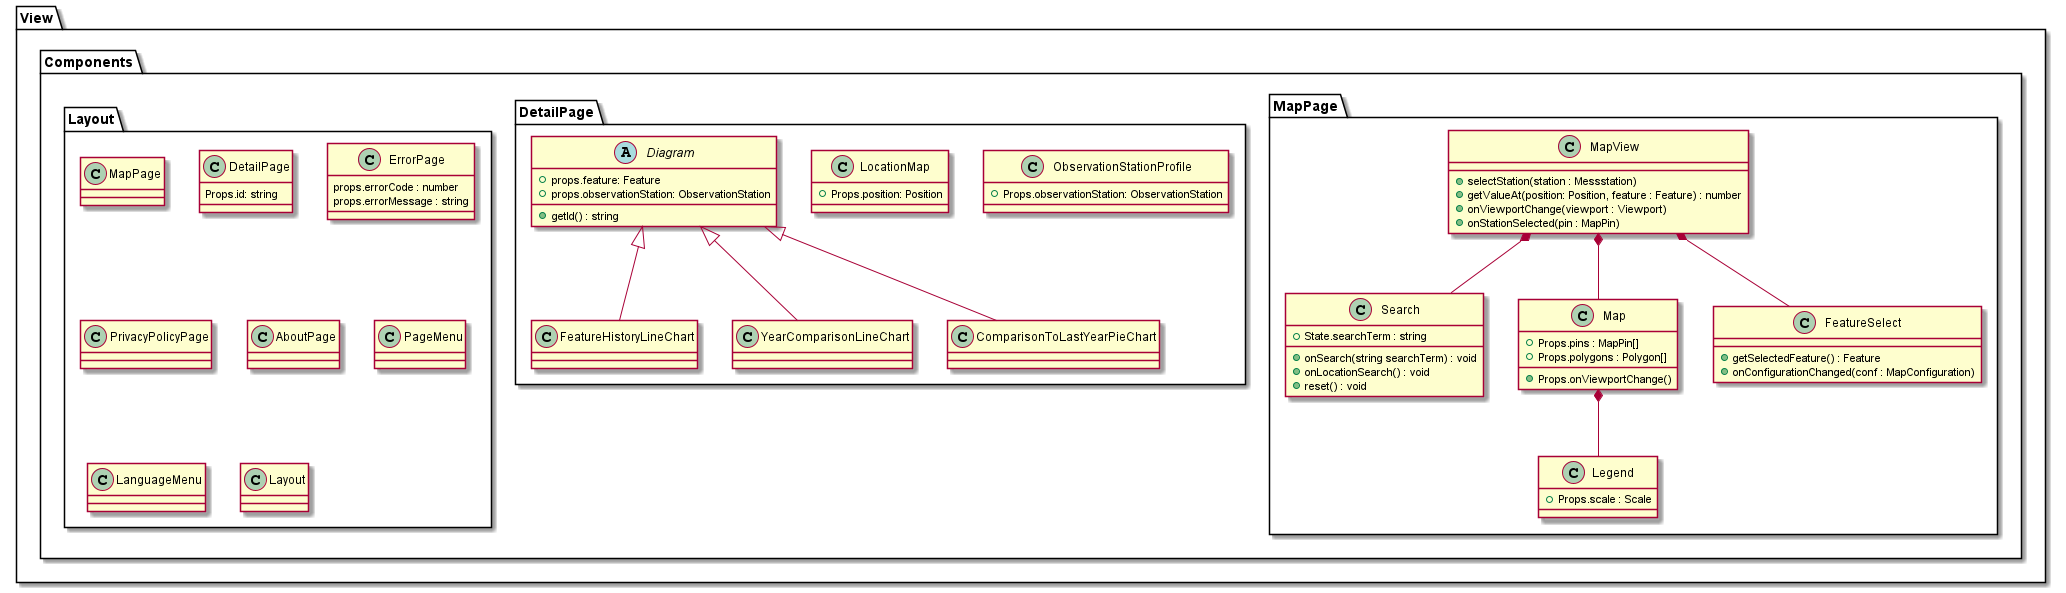 View
Components
Layout
C MapPage
C DetailPage
Props.id: string
C ErrorPage
props.errorCode : number
props.errorMessage : string
C PrivacyPolicyPage
C AboutPage
C PageMenu
C LanguageMenu
C Layout
DetailPage
A Diagram
props.feature: Feature
props.observationStation: ObservationStation
getId() : string
C LocationMap
Props.position: Position
C ObservationStationProfile
Props.observationStation: ObservationStation
C FeatureHistoryLineChart
C YearComparisonLineChart
C ComparisonToLastYearPieChart
MapPage
C MapView
selectStation(station : Messstation)
getValueAt(position: Position, feature : Feature) : number
onViewportChange(viewport : Viewport)
onStationSelected(pin : MapPin)
C Search
State.searchTerm : string
onSearch(string searchTerm) : void
onLocationSearch() : void
reset() : void
C Map
Props.pins : MapPin[]
Props.polygons : Polygon[]
Props.onViewportChange()
C FeatureSelect
getSelectedFeature() : Feature
onConfigurationChanged(conf : MapConfiguration)
C Legend
Props.scale : Scale